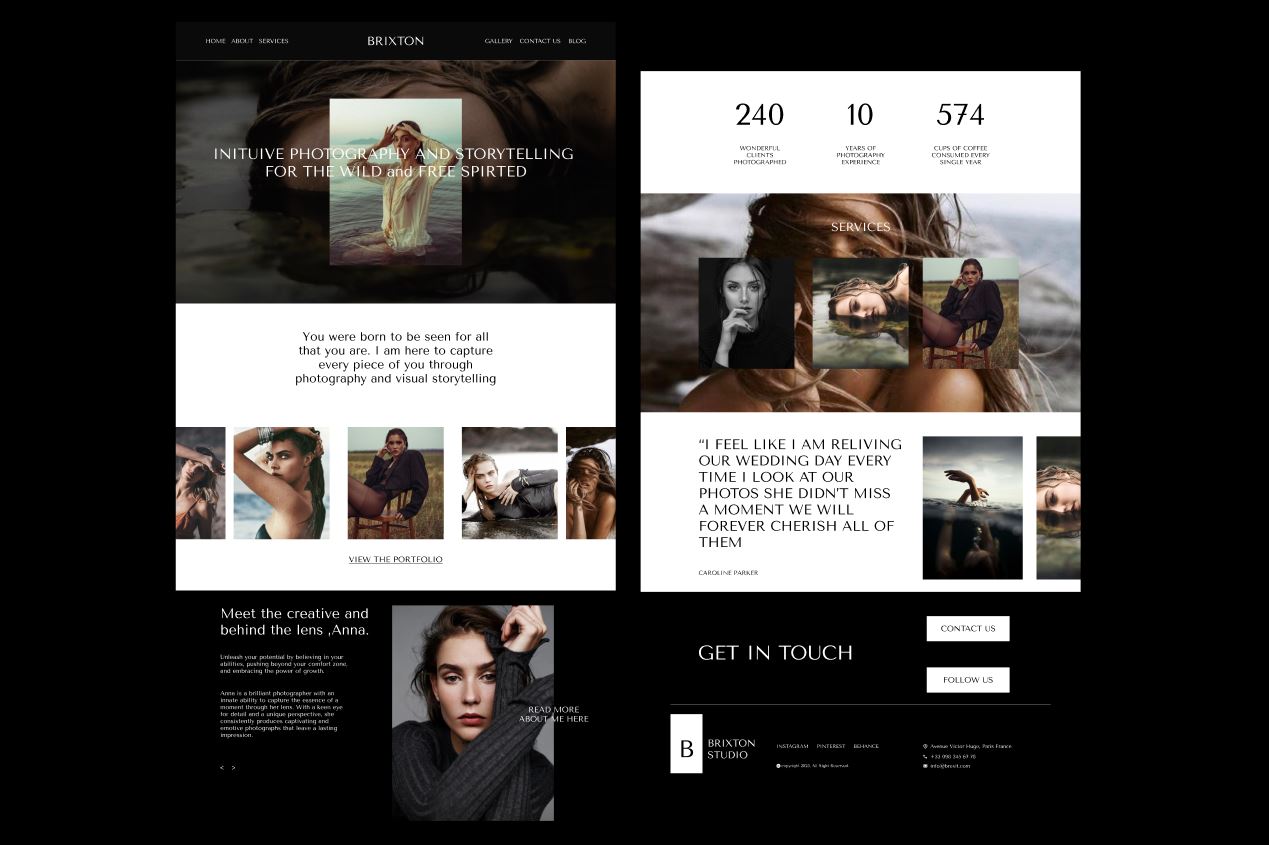 HOME ABOUT SERVICES
BRIXTON
GALLERY CONTACT US BLOG
INITUIVE PHOTOGRAPHY AND STORYTELLING
FOR THE WILD and FREE SPIRTED
You were born to be seen for all
that you are. I am here to capture
every piece of you through
photography and visual storytelling
VIEW THE PORTFOLIO
Meet the creative and
behind the lens ,Anna.
Unleash your potential by believing in your
abilities, pushing beyond your comfort zone,
and embracing the power of growth.
Anna is a brilliant photographer with an
innate ability to capture the essence of a
moment through her lens. With a keen eye
for detail and a unique perspective, she
consistently produces captivating and
emotive photographs that leave a lasting
impression.
< >
READ MORE
ABOUT ME HERE
240
WONDERFUL
CLIENTS
PHOTOGRAPHED
10
YEARS OF
PHOTOGRAPHY
EXPERIENCE
574
CUPS OF COFFEE
CONSUMED EVERY
SINGLE YEAR
SERVICES
“I FEEL LIKE I AM RELIVING
OUR WEDDING DAY EVERY
TIME I LOOK AT OUR
PHOTOS SHE DIDN'T MISS
A MOMENT WE WILL
FOREVER CHERISH ALL OF
THEM
CAROLINE PARKER
GET IN TOUCH
CONTACT US
FOLLOW US
B
BRIXTON
STUDIO
INSTAGRAM PINTEREST BEHANCE
copyright 2023. All Right Reserved
Avenue Victor Hugo, Paris France
info@brexit.com